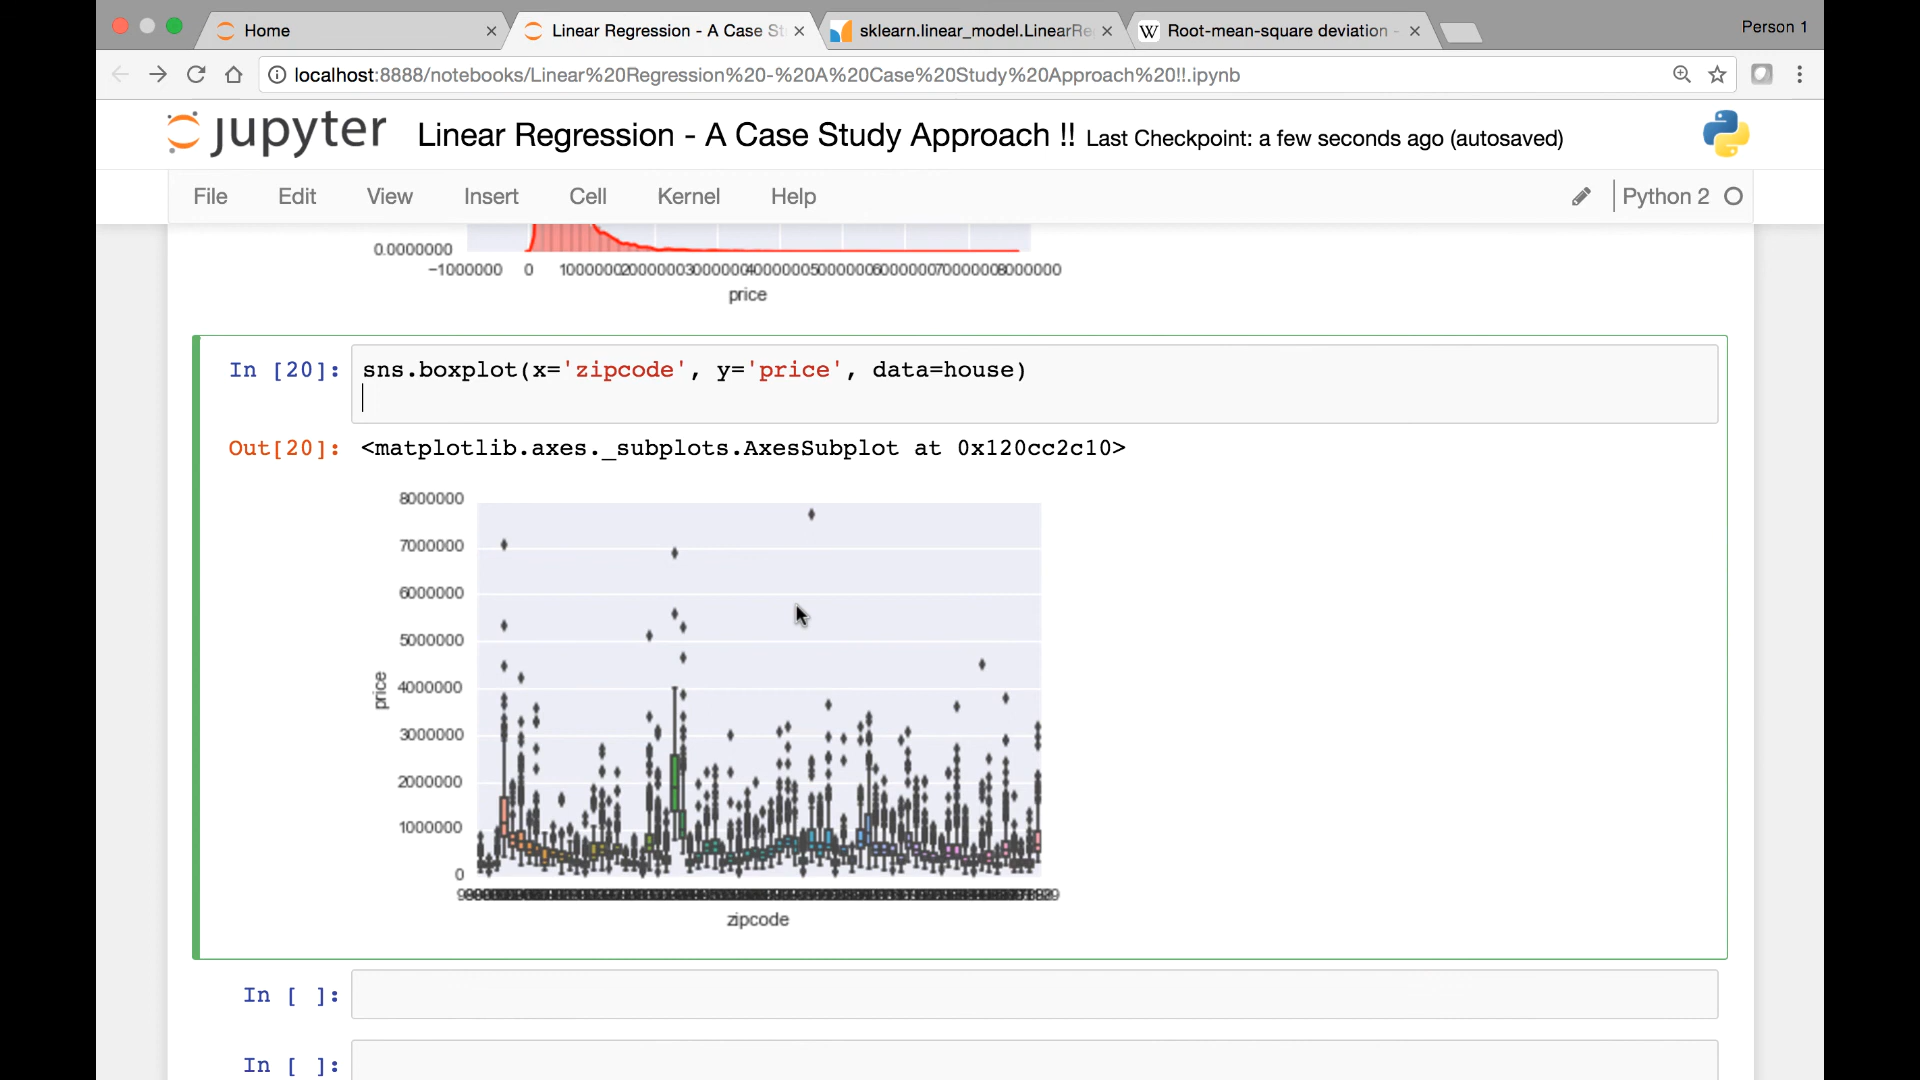 Home
Linear Regression - A Case St
sklearn.linear_model.LinearRe
W Root-mean-square deviation -
Person 1
localhost:8888/notebooks/Linear%20Regression%20-%20A%20Case%20Study%20Approach%20!!.ipynb
jupyter Linear Regression - A Case Study Approach !! Last Checkpoint: a few seconds ago (autosaved)
File Edit View Insert Cell Kernel Help Python 2
0.0000000
−1000000 0 1000000 2000000 3000000 4000000 5000000 6000000 7000000 8000000
price
In [20]: sns.boxplot(x='zipcode', y='price', data=house)
Out[20]: <matplotlib.axes._subplots.AxesSubplot at 0x120cc2c10>
8000000
7000000
6000000
5000000
4000000
3000000
2000000
1000000
0
price
zipcode
In [ ]:
In [ ]: